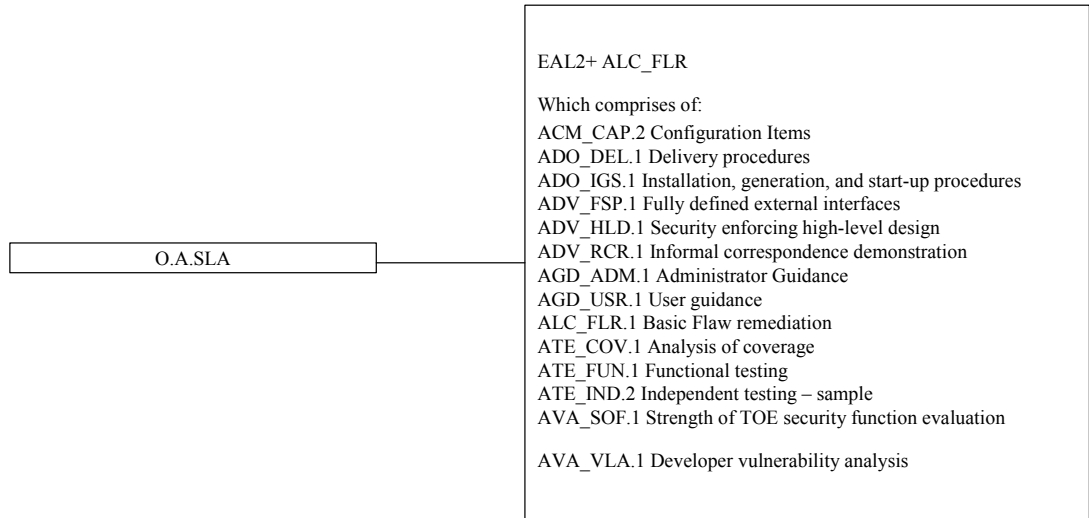 EAL2+ ALC_FLR
Which comprises of:
ACM_CAP.2 Configuration Items
ADO_DEL.1 Delivery procedures
ADO_IGS.1 Installation, generation, and start-up procedures
ADV_FSP.1 Fully defined external interfaces
ADV_HLD.1 Security enforcing high-level design
ADV_RCR.1 Informal correspondence demonstration
AGD_ADM.1 Administrator Guidance
AGD_USR.1 User guidance
ALC_FLR.1 Basic Flaw remediation
ATE_COV.1 Analysis of coverage
ATE_FUN.1 Functional testing
ATE_IND.2 Independent testing – sample
AVA_SOF.1 Strength of TOE security function evaluation
AVA_VLA.1 Developer vulnerability analysis
O.A.SLA